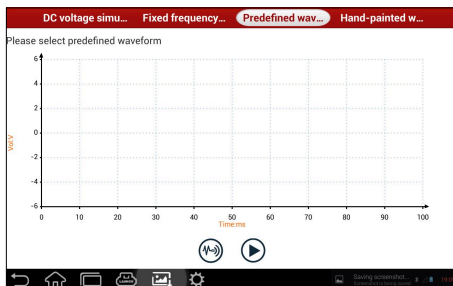 DC voltage simu... Fixed frequency... Predefined wav... Hand-painted w...
Please select predefined waveform
6
4
2
0
-2
-4
-6
Vol:V
0 10 20 30 40 50 60 70 80 90 100
Time:ms
LAUNCH
Saving screenshot...